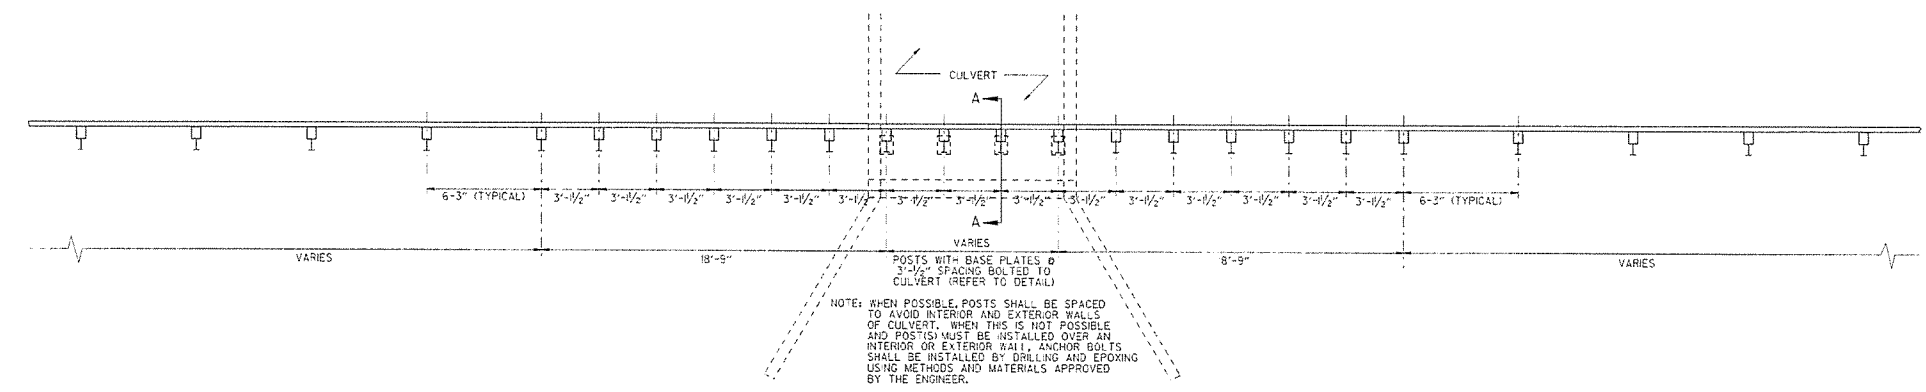 CULVERT
A
6-3" (TYPICAL) 3'-1½" 3'-1½" 3'-1½" 3'-1½" 3'-1½" 3'-1½ 3'-1½" 3'-1½" 3'-1½" 3'-1½" 3'-1½" 3'-1½" 3'-1½" 3'-1½" 3'-1½" 6-3" (TYPICAL)
A
VARIES
VARIES 18'-9" POSTS WITH BASE PLATES @ 8'-9" VARIES
3'-½" SPACING BOLTED TO
CULVERT (REFER TO DETAIL)
NOTE: WHEN POSSIBLE, POSTS SHALL BE SPACED
TO AVOID INTERIOR AND EXTERIOR WALLS
OF CULVERT. WHEN THIS IS NOT POSSIBLE
AND POST(S) MUST BE INSTALLED OVER AN
INTERIOR OR EXTERIOR WALL, ANCHOR BOLTS
SHALL BE INSTALLED BY DRILLING AND EPOXING
USING METHODS AND MATERIALS APPROVED
BY THE ENGINEER.